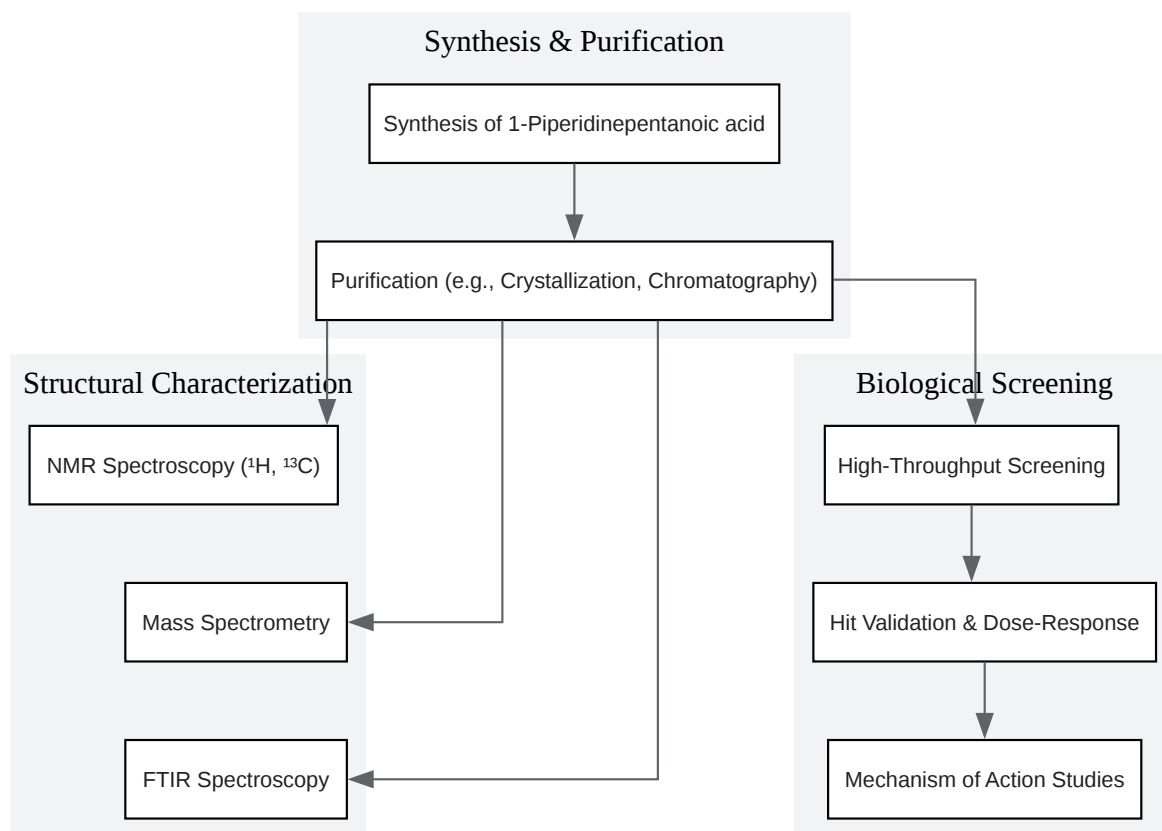 Synthesis & Purification
Synthesis of 1-Piperidinepentanoic acid
Purification (e.g., Crystallization, Chromatography)
Structural Characterization
NMR Spectroscopy (¹H, ¹³C)
Mass Spectrometry
FTIR Spectroscopy
Biological Screening
High-Throughput Screening
Hit Validation & Dose-Response
Mechanism of Action Studies